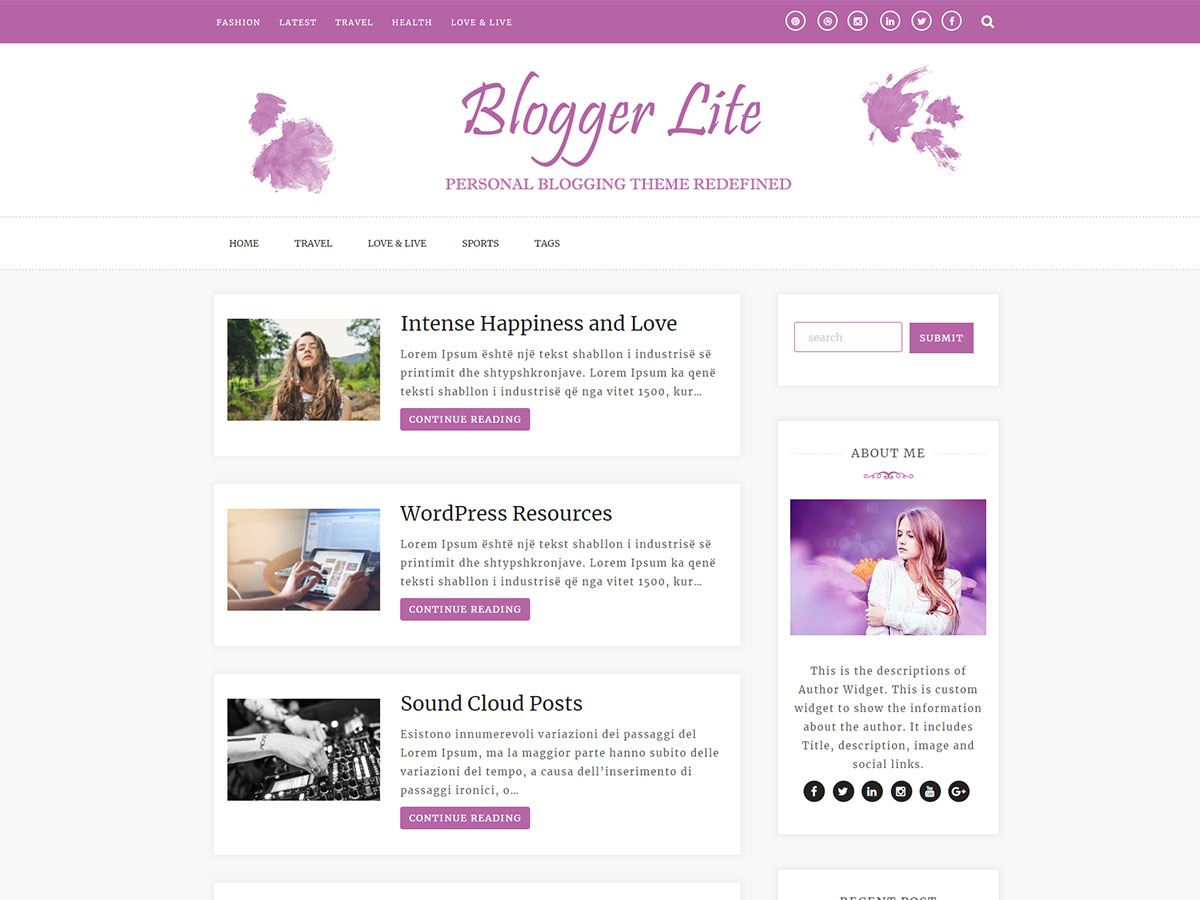 FASHION LATEST TRAVEL HEALTH LOVE & LIVE
Blogger Lite
PERSONAL BLOGGING THEME REDEFINED
HOME TRAVEL LOVE & LIVE SPORTS TAGS
Intense Happiness and Love
Lorem Ipsum është një tekst shabllon i industrisë së
printimit dhe shtypshkronjave. Lorem Ipsum ka qenë
teksti shabllon i industrisë që nga vitet 1500, kur…
CONTINUE READING
WordPress Resources
Lorem Ipsum është një tekst shabllon i industrisë së
printimit dhe shtypshkronjave. Lorem Ipsum ka qenë
teksti shabllon i industrisë që nga vitet 1500, kur…
CONTINUE READING
Sound Cloud Posts
Esistono innumerevoli variazioni dei passaggi del
Lorem Ipsum, ma la maggior parte hanno subito delle
variazioni del tempo, a causa dell’inserimento di
passaggi ironici, o…
CONTINUE READING
search SUBMIT
ABOUT ME
This is the descriptions of
Author Widget. This is custom
widget to show the information
about the author. It includes
Title, description, image and
social links.
RECENT POST